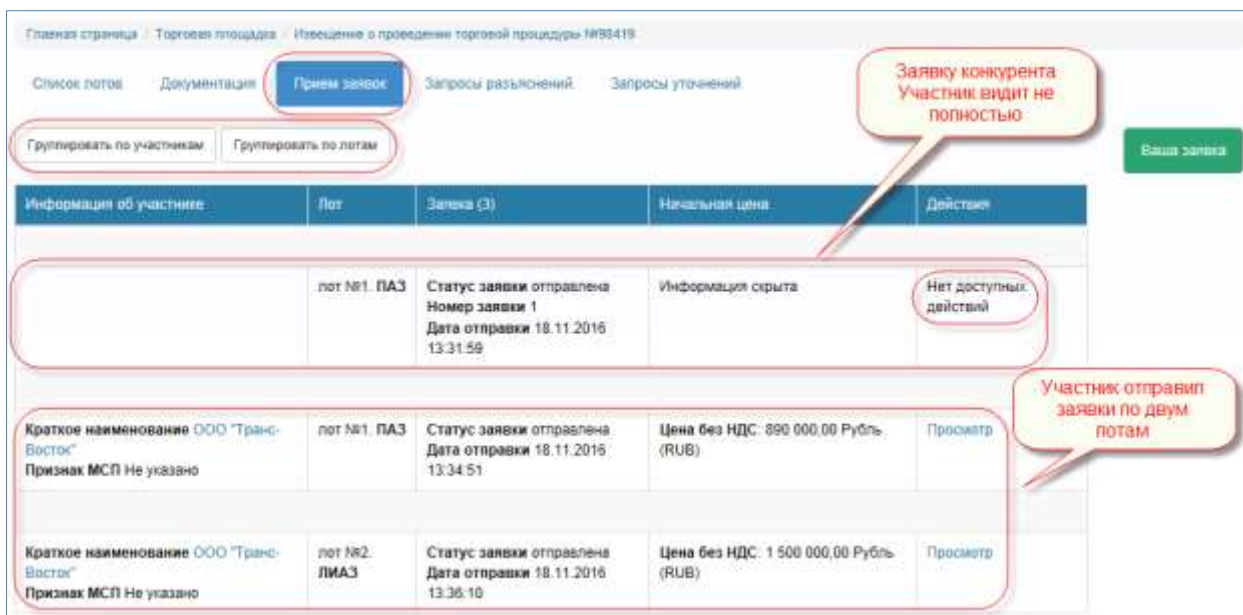 Главная страница / Торговая площадка / Извещение о проведении торговой процедуры №98419
Список лотов Документация Прием заявок Запросы разъяснений Запросы уточнений
Заявку конкурента
Участник видит не
полностью
Группировать по участникам Группировать по лотам
Ваша заявка
Информация об участнике Лот Заявка (3) Начальная цена Действия
лот №1. ПАЗ Статус заявки отправлена Информация скрыта Нет доступных
Номер заявки 1 действий
Дата отправки 18.11.2016
13:31:59
Участник отправил
заявки по двум
лотам
Краткое наименование ООО "Транс- лот №1. ПАЗ Статус заявки отправлена Цена без НДС: 890 000,00 Рубль Просмотр
Восток" Дата отправки 18.11.2016 (RUB)
Признак МСП Не указано 13:34:51
Краткое наименование ООО "Транс- лот №2. Статус заявки отправлена Цена без НДС: 1 500 000,00 Рубль Просмотр
Восток" ЛИАЗ Дата отправки 18.11.2016 (RUB)
Признак МСП Не указано 13:36:10